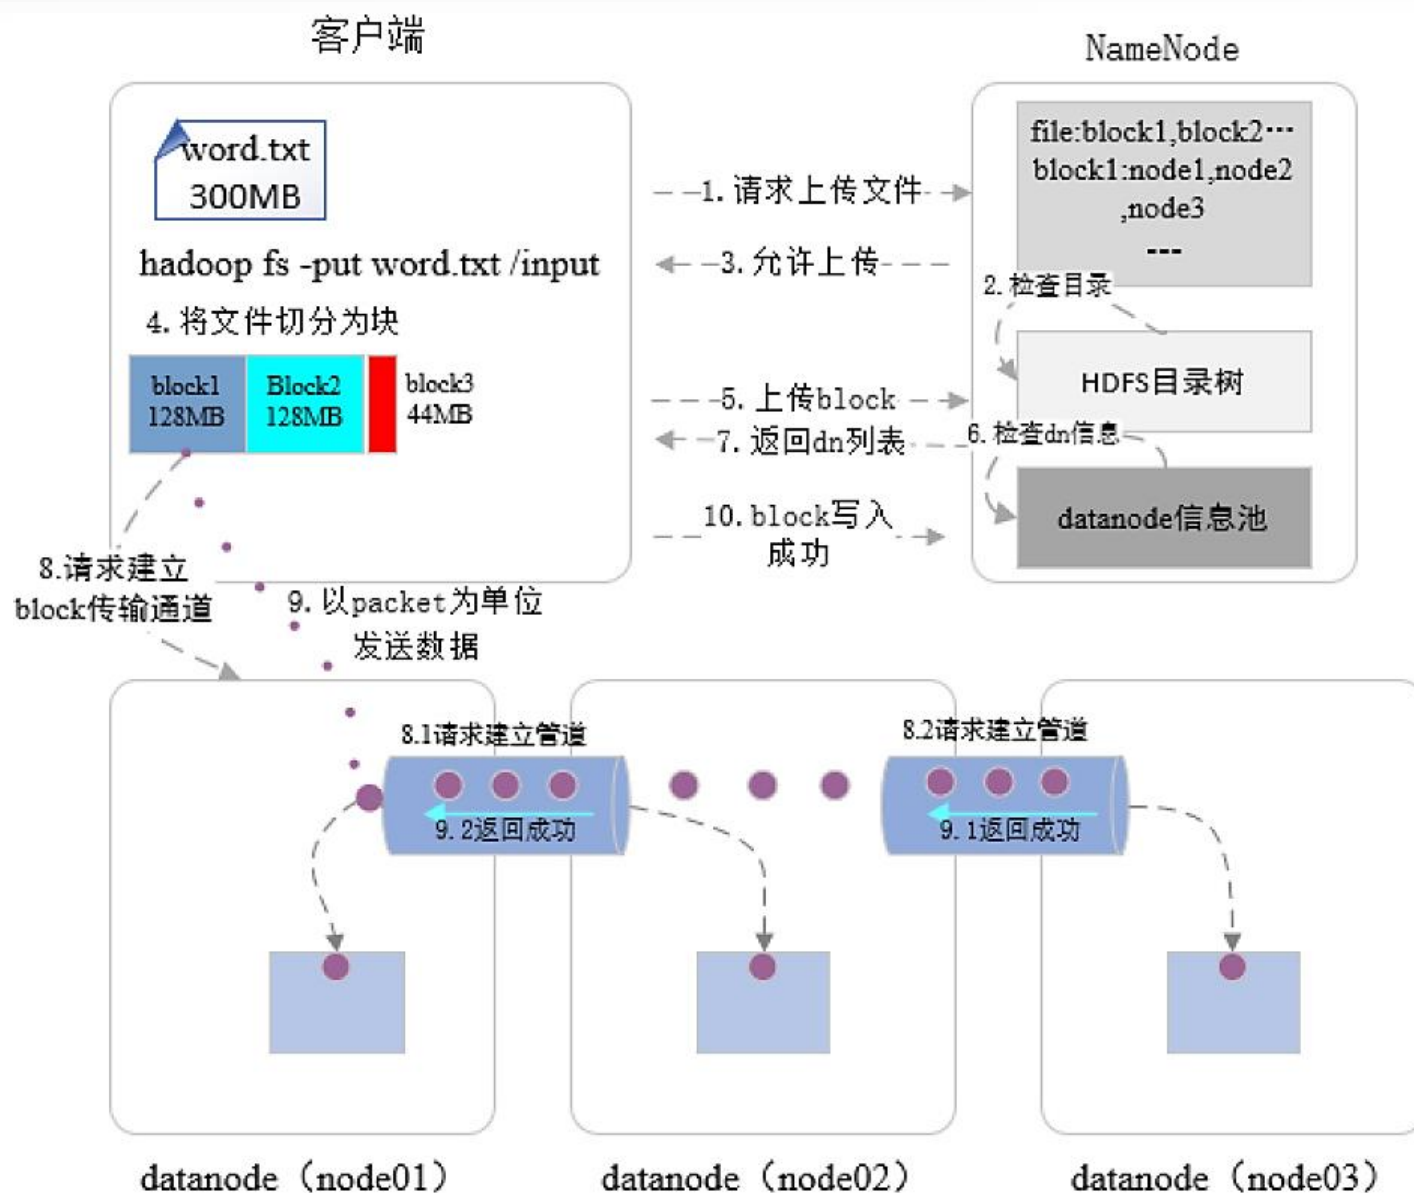 客户端
NameNode
word.txt
300MB
hadoop fs -put word.txt /input
4.将文件切分为块
block1
128MB
Block2
128MB
block3
44MB
1.请求上传文件
3.允许上传
5.上传block
7.返回dn列表
10.block写入
成功
file:block1,block2…
block1:node1,node2
,node3
---
2.检查目录
HDFS目录树
6.检查dn信息
datanode信息池
8.请求建立
block传输通道
9.以packet为单位
发送数据
8.1请求建立管道
9.2返回成功
8.2请求建立管道
9.1返回成功
datanode（node01）
datanode（node02）
datanode（node03）